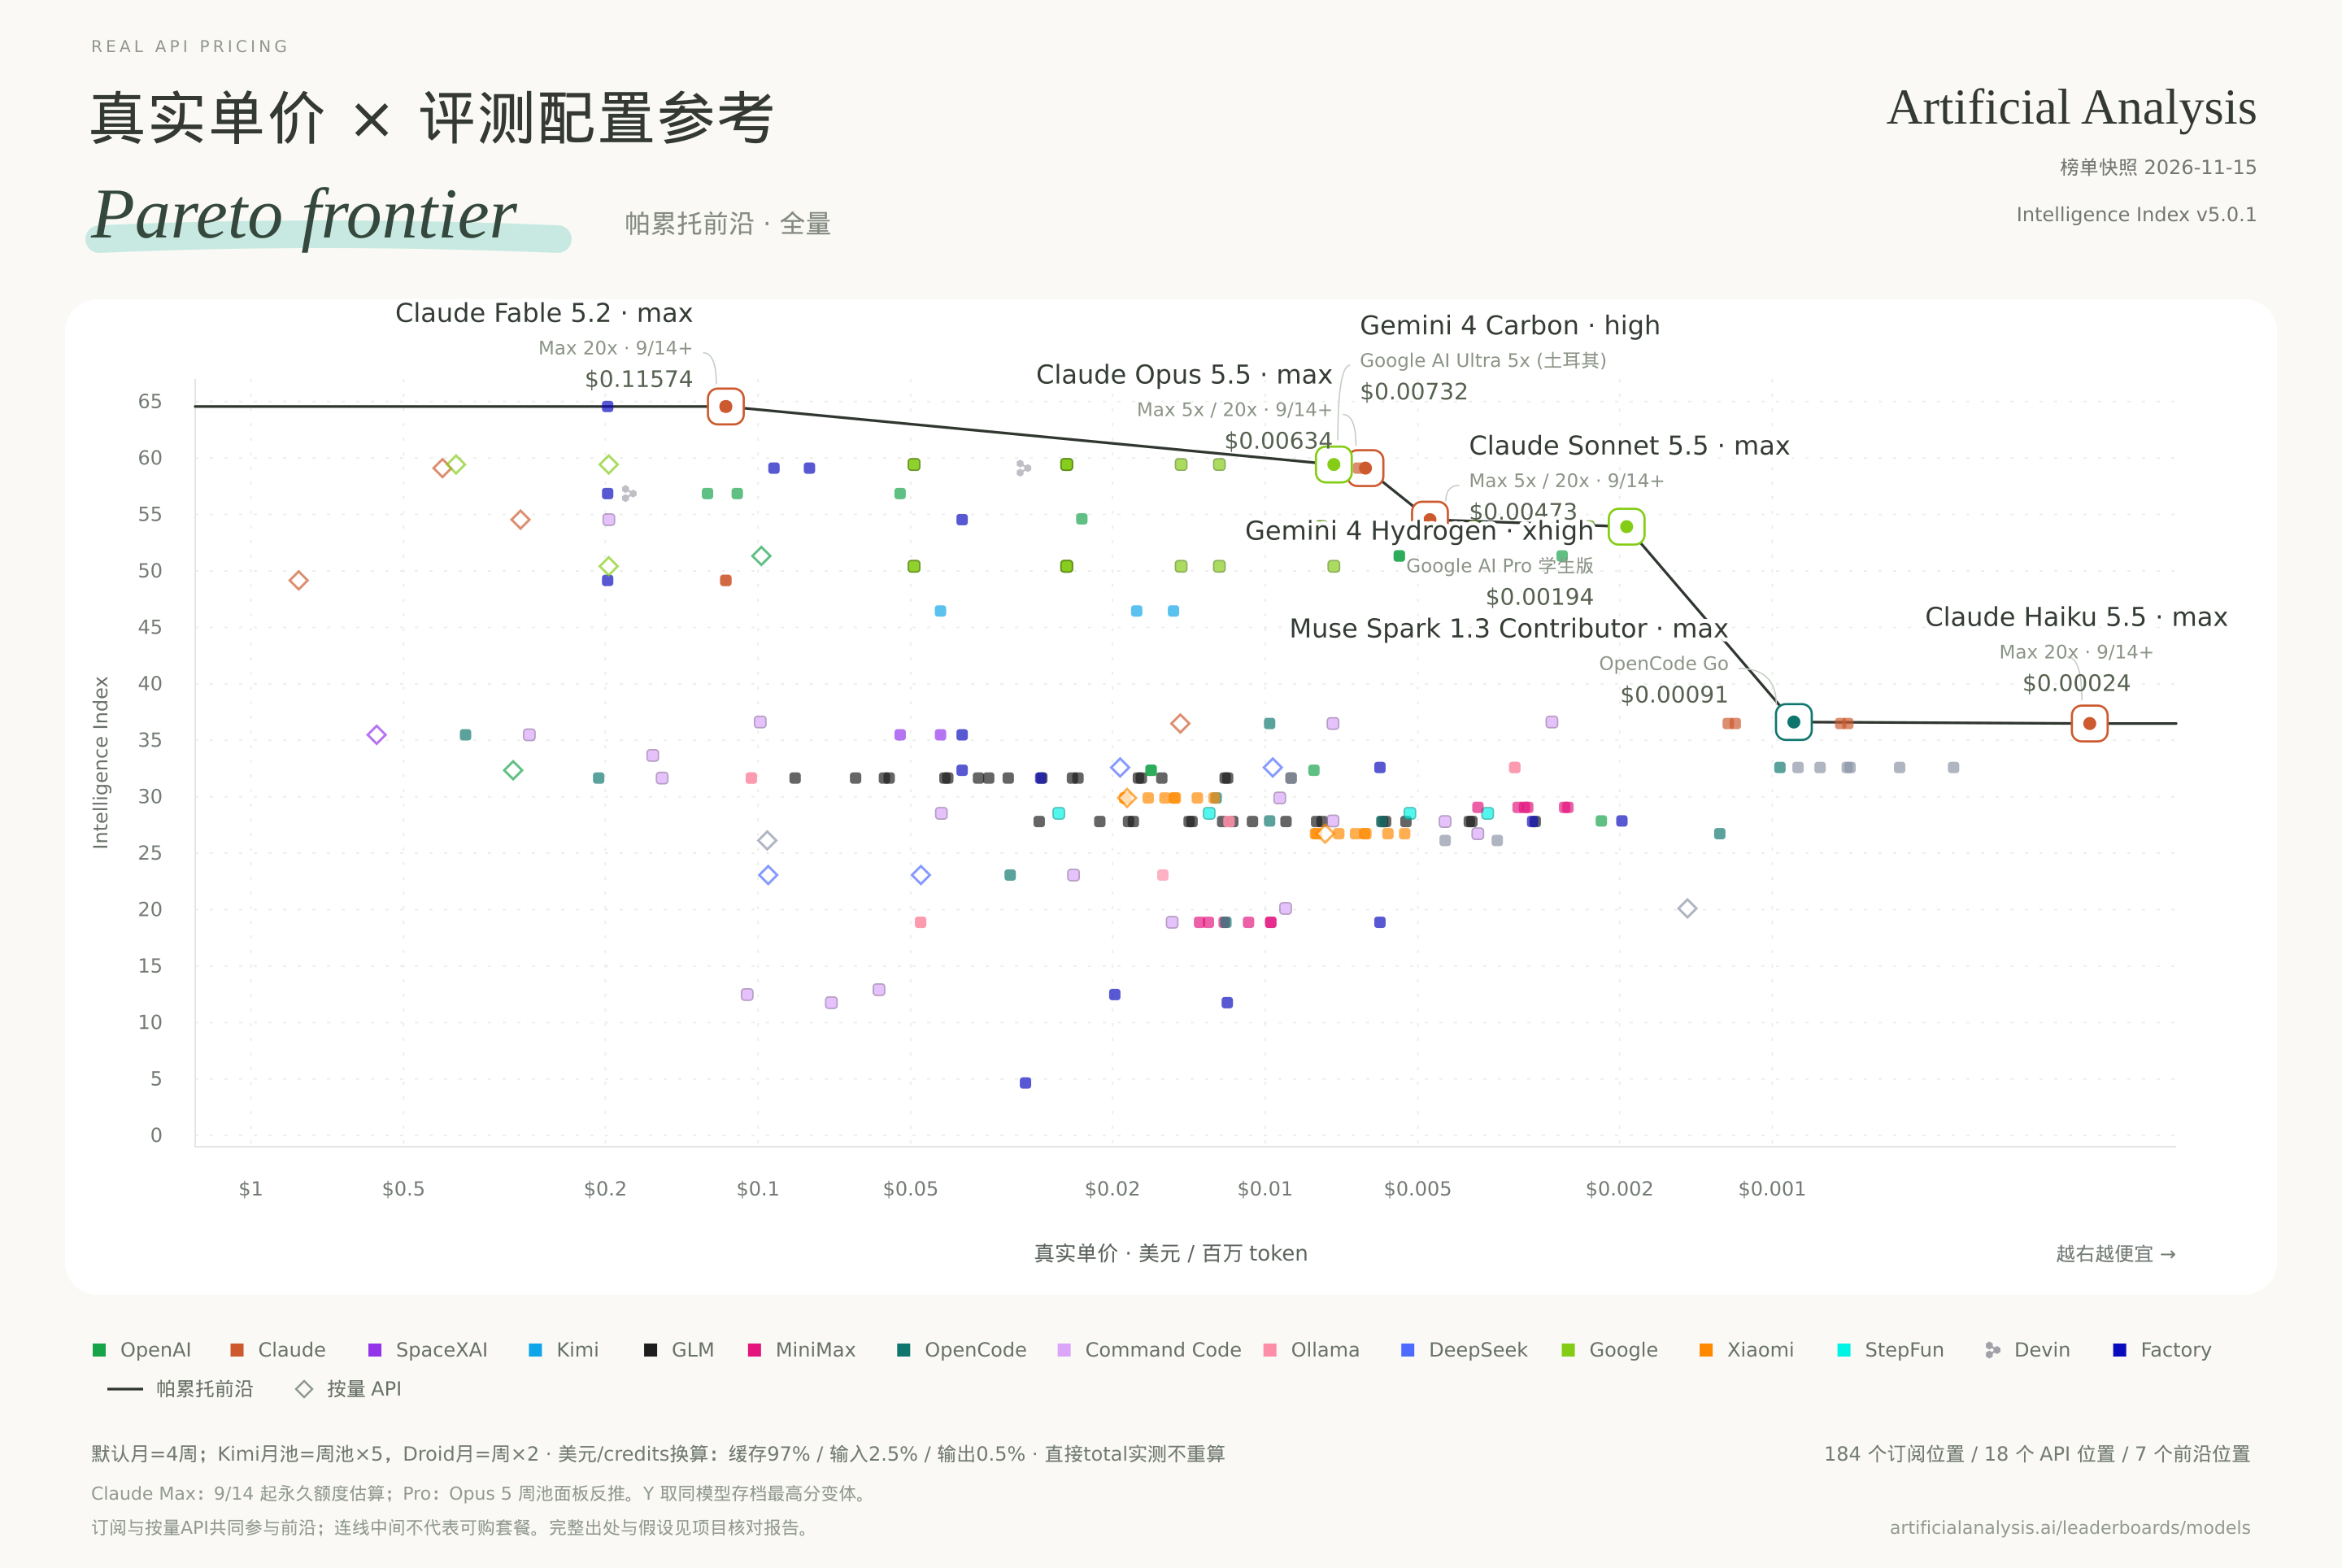 REAL API PRICING
真实单价 × 评测配置参考
Pareto frontier
帕累托前沿 · 全量
Artificial Analysis
榜单快照 2026-11-15
Intelligence Index v5.0.1
Claude Fable 5.2 · max
Max 20x · 9/14+
$0.11574
Gemini 4 Carbon · high
Google AI Ultra 5x (土耳其)
$0.00732
Claude Opus 5.5 · max
Max 5x / 20x · 9/14+
$0.00634
Claude Sonnet 5.5 · max
Max 5x / 20x · 9/14+
$0.00473
Gemini 4 Hydrogen · xhigh
Google AI Pro 学生版
$0.00194
Muse Spark 1.3 Contributor · max
OpenCode Go
$0.00091
Claude Haiku 5.5 · max
Max 20x · 9/14+
$0.00024
Intelligence Index
65
60
55
50
45
40
35
30
25
20
15
10
5
0
$1
$0.5
$0.2
$0.1
$0.05
$0.02
$0.01
$0.005
$0.002
$0.001
真实单价 · 美元 / 百万 token
越右越便宜 →
OpenAI
Claude
SpaceXAI
Kimi
GLM
MiniMax
OpenCode
Command Code
Ollama
DeepSeek
Google
Xiaomi
StepFun
Devin
Factory
帕累托前沿
按量 API
默认月=4周；Kimi月池=周池×5，Droid月=周×2 · 美元/credits换算：缓存97% / 输入2.5% / 输出0.5% · 直接total实测不重算
184 个订阅位置 / 18 个 API 位置 / 7 个前沿位置
Claude Max：9/14 起永久额度估算；Pro：Opus 5 周池面板反推。Y 取同模型存档最高分变体。
订阅与按量API共同参与前沿；连线中间不代表可购套餐。完整出处与假设见项目核对报告。
artificialanalysis.ai/leaderboards/models